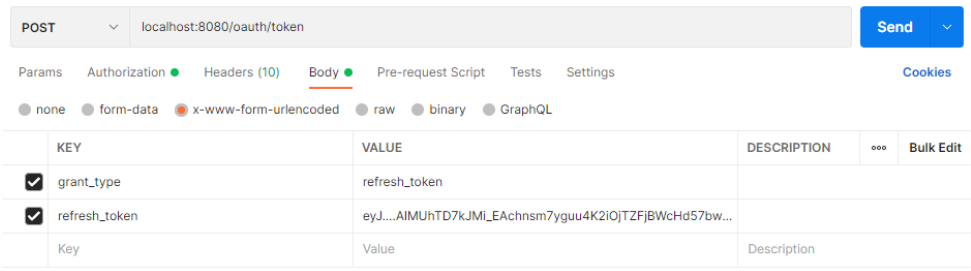 POST localhost:8080/oauth/token Send
Params Authorization Headers (10) Body Pre-request Script Tests Settings Cookies
none form-data x-www-form-urlencoded raw binary GraphQL
KEY VALUE DESCRIPTION ooo Bulk Edit
grant_type refresh_token
refresh_token eyJ....AIMUhTD7kJMi_EAchnsm7yguu4K2iOjTZFjBWcHd57bw...
Key Value Description